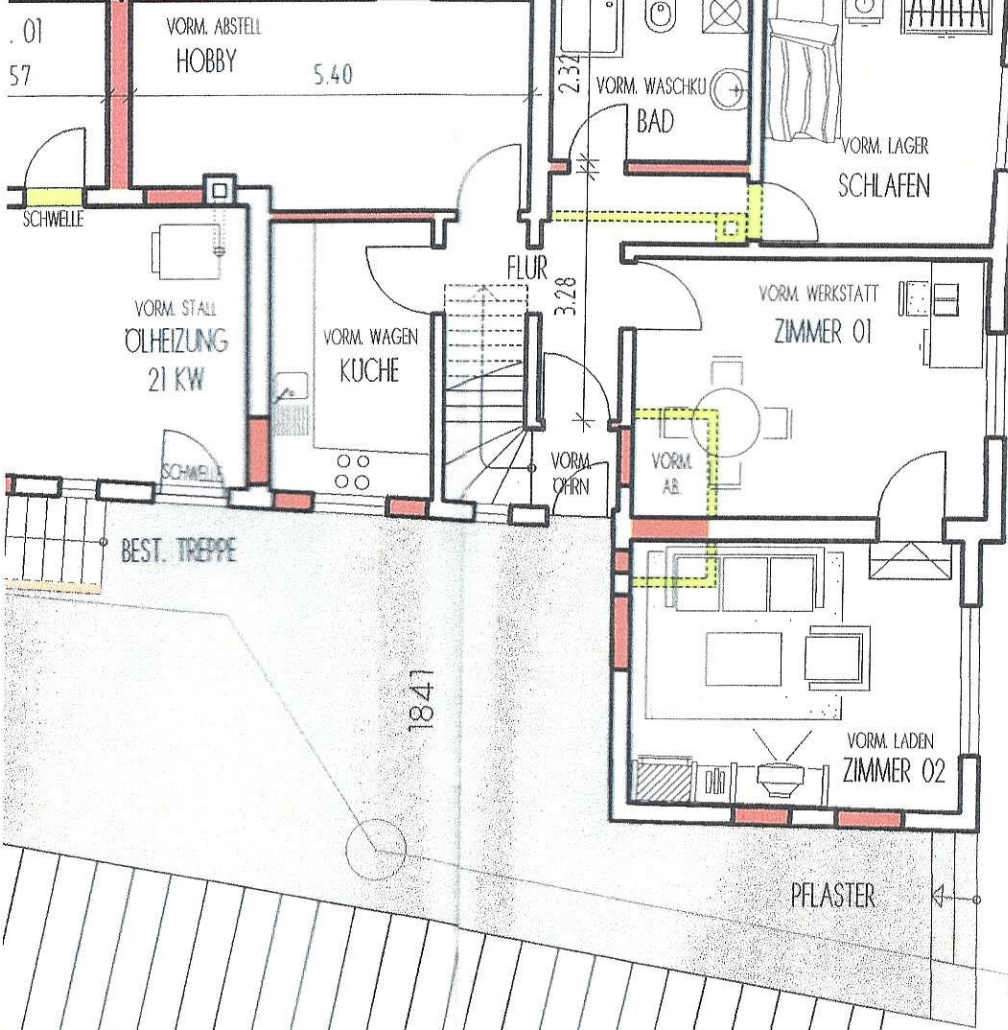 . 01
57
VORM. ABSTELL
HOBBY
5.40
2.32
VORM. WASCHKÜ
BAD
VORM. LAGER
SCHLAFEN
SCHWELLE
FLUR
3.28
VORM. STALL
ÖLHEIZUNG
21 KW
VORM. WAGEN
KÜCHE
VORM. WERKSTATT
ZIMMER 01
SCHWELLE
VORM.
ÖHRN
VORM.
AB.
BEST. TREPPE
1841
VORM. LADEN
ZIMMER 02
PFLASTER